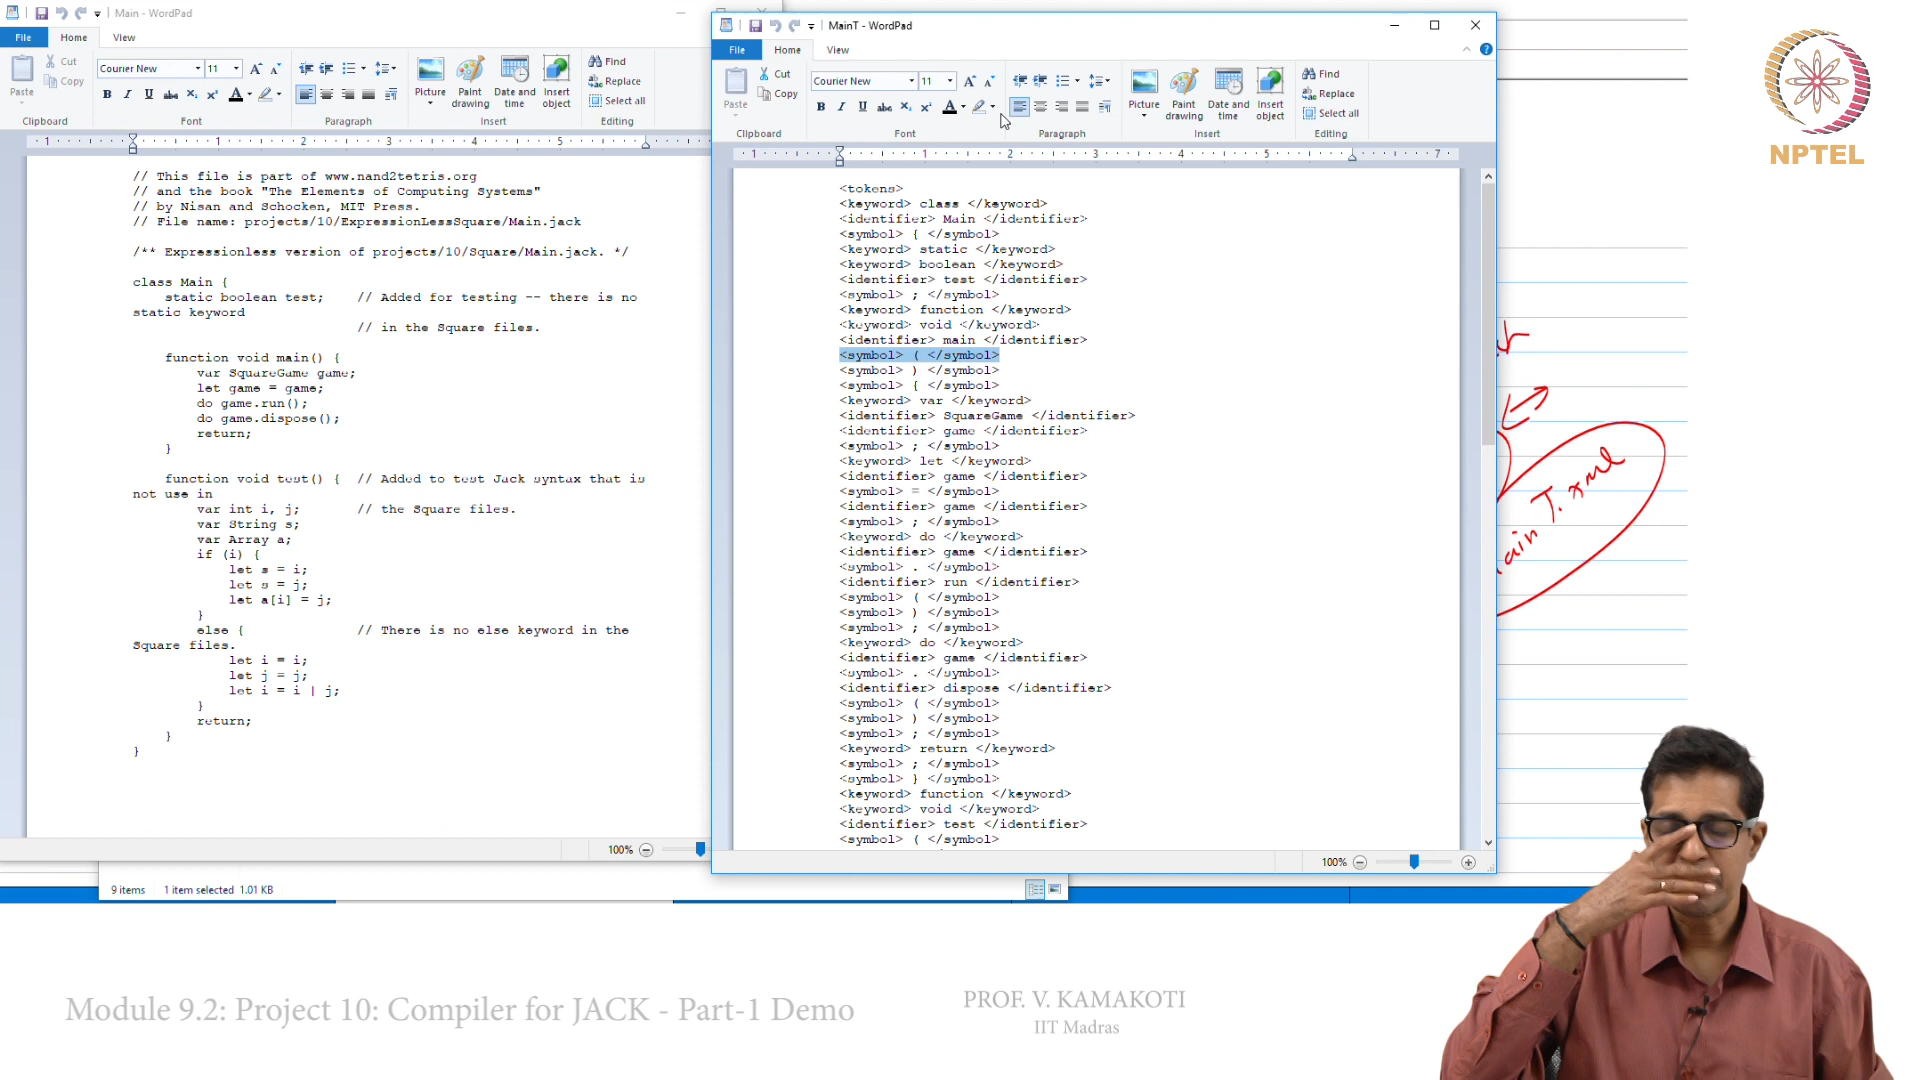 Main - WordPad
File Home View
Cut
Copy
Paste
Courier New 11
Picture
Paint drawing
Date and time
Insert object
Find
Replace
Select all
Clipboard Font Paragraph Insert Editing
1 1 2 3 4 5
// This file is part of www.nand2tetris.org
// and the book "The Elements of Computing Systems"
// by Nisan and Schocken, MIT Press.
// File name: projects/10/ExpressionLessSquare/Main.jack
/** Expressionless version of projects/10/Square/Main.jack. */
class Main {
static boolean test; // Added for testing -- there is no
static keyword
// in the Square files.
function void main() {
var SquareGame game;
let game = game;
do game.run();
do game.dispose();
return;
}
function void test() { // Added to test Jack syntax that is
not use in
var int i, j; // the Square files.
var String s;
var Array a;
if (i) {
let s = i;
let s = j;
let a[i] = j;
}
else { // There is no else keyword in the
Square files.
let i = i;
let j = j;
let i = i | j;
}
return;
}
}
100%
9 items 1 item selected 1.01 KB
MainT - WordPad
File Home View
Cut
Copy
Paste
Courier New 11
Picture
Paint drawing
Date and time
Insert object
Find
Replace
Select all
Clipboard Font Paragraph Insert Editing
1 1 2 3 4 5 7
<tokens>
<keyword> class </keyword>
<identifier> Main </identifier>
<symbol> { </symbol>
<keyword> static </keyword>
<keyword> boolean </keyword>
<identifier> test </identifier>
<symbol> ; </symbol>
<keyword> function </keyword>
<keyword> void </keyword>
<identifier> main </identifier>
<symbol> ( </symbol>
<symbol> ) </symbol>
<symbol> { </symbol>
<keyword> var </keyword>
<identifier> SquareGame </identifier>
<identifier> game </identifier>
<symbol> ; </symbol>
<keyword> let </keyword>
<identifier> game </identifier>
<symbol> = </symbol>
<identifier> game </identifier>
<symbol> ; </symbol>
<keyword> do </keyword>
<identifier> game </identifier>
<symbol> . </symbol>
<identifier> run </identifier>
<symbol> ( </symbol>
<symbol> ) </symbol>
<symbol> ; </symbol>
<keyword> do </keyword>
<identifier> game </identifier>
<symbol> . </symbol>
<identifier> dispose </identifier>
<symbol> ( </symbol>
<symbol> ) </symbol>
<symbol> ; </symbol>
<keyword> return </keyword>
<symbol> ; </symbol>
<symbol> } </symbol>
<keyword> function </keyword>
<keyword> void </keyword>
<identifier> test </identifier>
<symbol> ( </symbol>
100%
ain T.xml
NPTEL
Module 9.2: Project 10: Compiler for JACK - Part-1 Demo
PROF. V. KAMAKOTI
IIT Madras